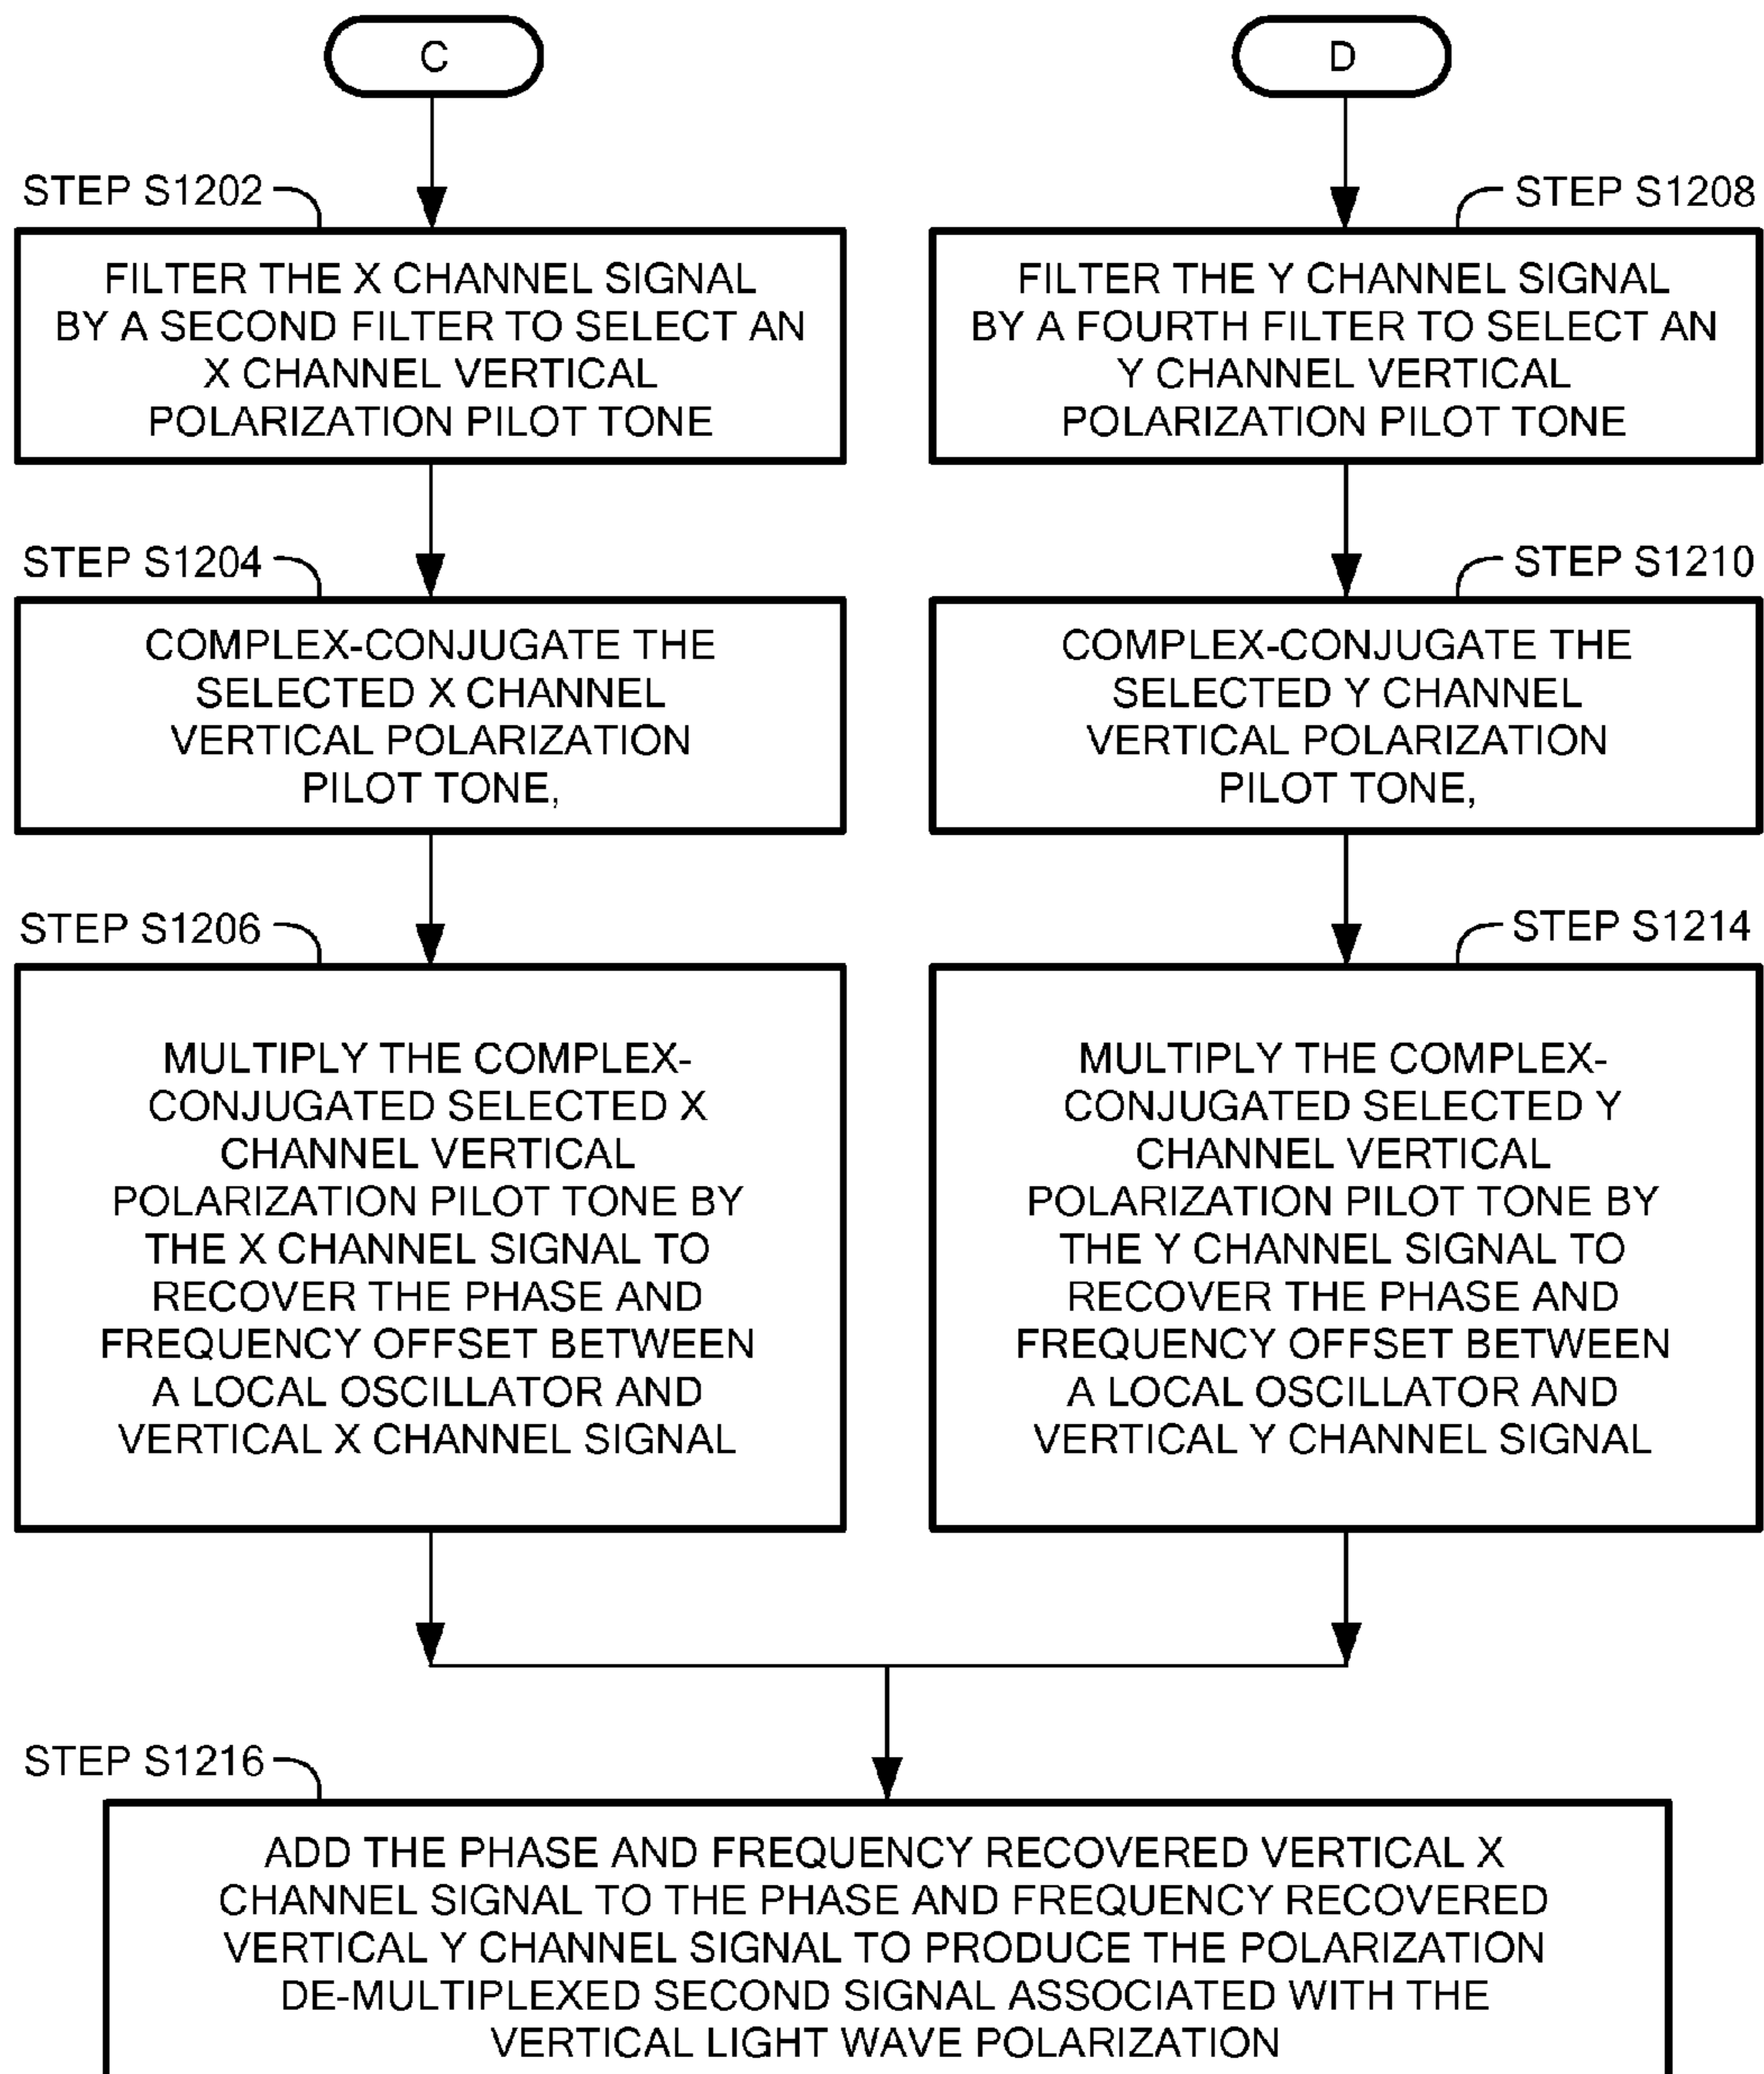 C
STEP S1202
FILTER THE X CHANNEL SIGNAL
BY A SECOND FILTER TO SELECT AN
X CHANNEL VERTICAL
POLARIZATION PILOT TONE
STEP S1204
COMPLEX-CONJUGATE THE
SELECTED X CHANNEL
VERTICAL POLARIZATION
PILOT TONE,
STEP S1206
MULTIPLY THE COMPLEX-
CONJUGATED SELECTED X
CHANNEL VERTICAL
POLARIZATION PILOT TONE BY
THE X CHANNEL SIGNAL TO
RECOVER THE PHASE AND
FREQUENCY OFFSET BETWEEN
A LOCAL OSCILLATOR AND
VERTICAL X CHANNEL SIGNAL
D
STEP S1208
FILTER THE Y CHANNEL SIGNAL
BY A FOURTH FILTER TO SELECT AN
Y CHANNEL VERTICAL
POLARIZATION PILOT TONE
STEP S1210
COMPLEX-CONJUGATE THE
SELECTED Y CHANNEL
VERTICAL POLARIZATION
PILOT TONE,
STEP S1214
MULTIPLY THE COMPLEX-
CONJUGATED SELECTED Y
CHANNEL VERTICAL
POLARIZATION PILOT TONE BY
THE Y CHANNEL SIGNAL TO
RECOVER THE PHASE AND
FREQUENCY OFFSET BETWEEN
A LOCAL OSCILLATOR AND
VERTICAL Y CHANNEL SIGNAL
STEP S1216
ADD THE PHASE AND FREQUENCY RECOVERED VERTICAL X
CHANNEL SIGNAL TO THE PHASE AND FREQUENCY RECOVERED
VERTICAL Y CHANNEL SIGNAL TO PRODUCE THE POLARIZATION
DE-MULTIPLEXED SECOND SIGNAL ASSOCIATED WITH THE
VERTICAL LIGHT WAVE POLARIZATION